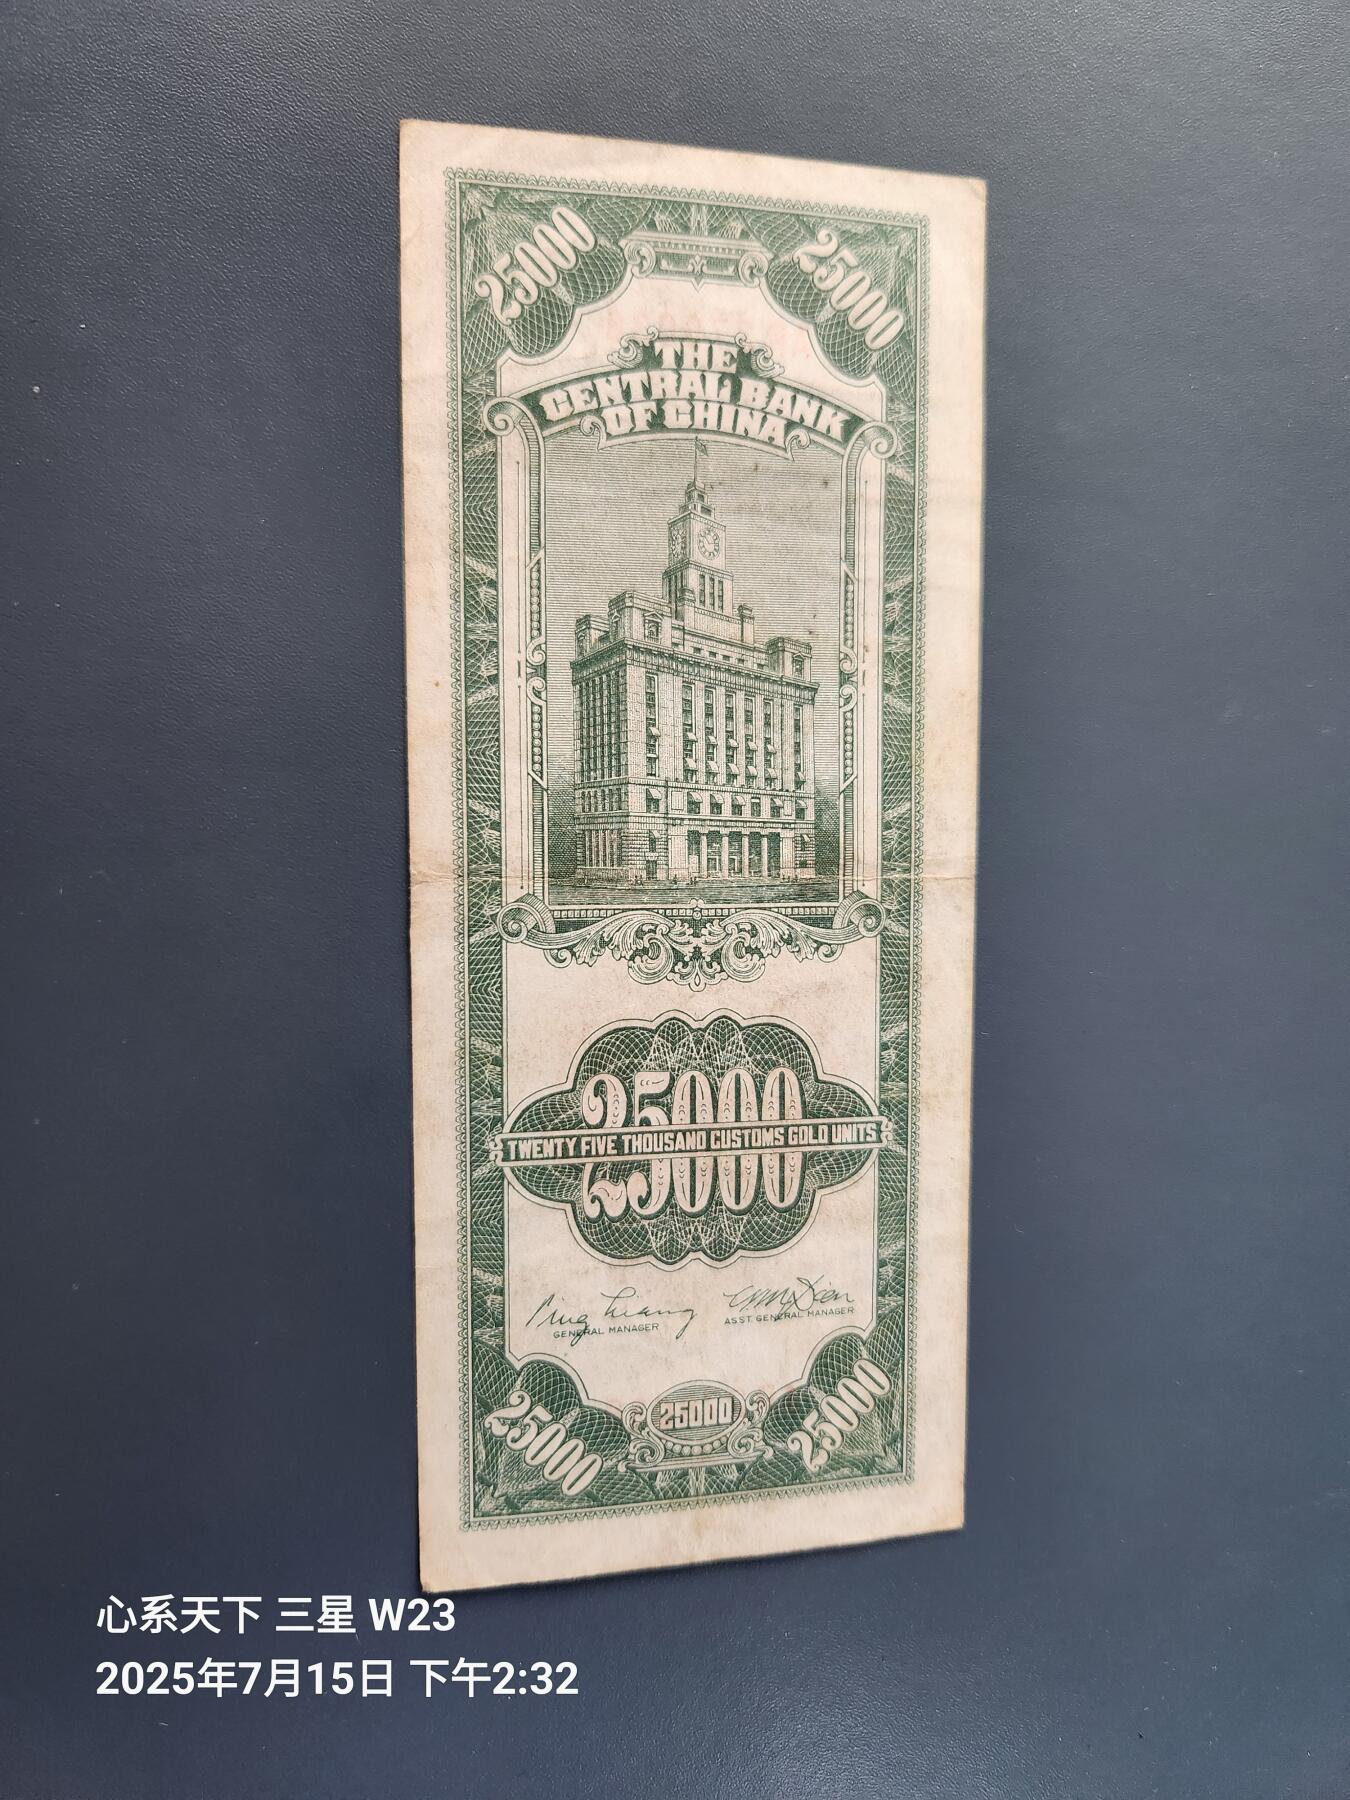 25000 25000
THE
CENTRAL BANK
OF CHINA
25000
TWENTY FIVE THOUSAND CUSTOMS GOLD UNITS
GENERAL MANAGER ASST. GENERAL MANAGER
25000 25000 25000
心系天下 三星 W23
2025年7月15日 下午2:32